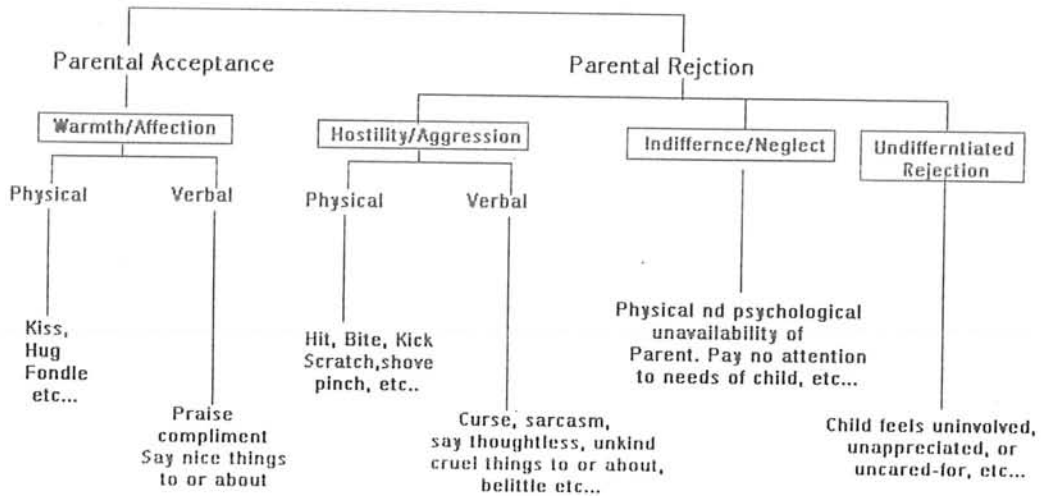 Parental Acceptance
Parental Rejction
Warmth/Affection
Hostility/Aggression
Indiffernce/Neglect
Undifferntiated
Rejection
Physical
Verbal
Physical
Verbal
Kiss,
Hug
Fondle
etc...
Praise
compliment
Say nice things
to or about
Hit, Bite, Kick
Scratch,shove
pinch, etc..
Curse, sarcasm,
say thoughtless, unkind
cruel things to or about,
belittle etc...
Physical nd psychological
unavailability of
Parent. Pay no attention
to needs of child, etc...
Child feels uninvolved,
unappreciated, or
uncared-for, etc...